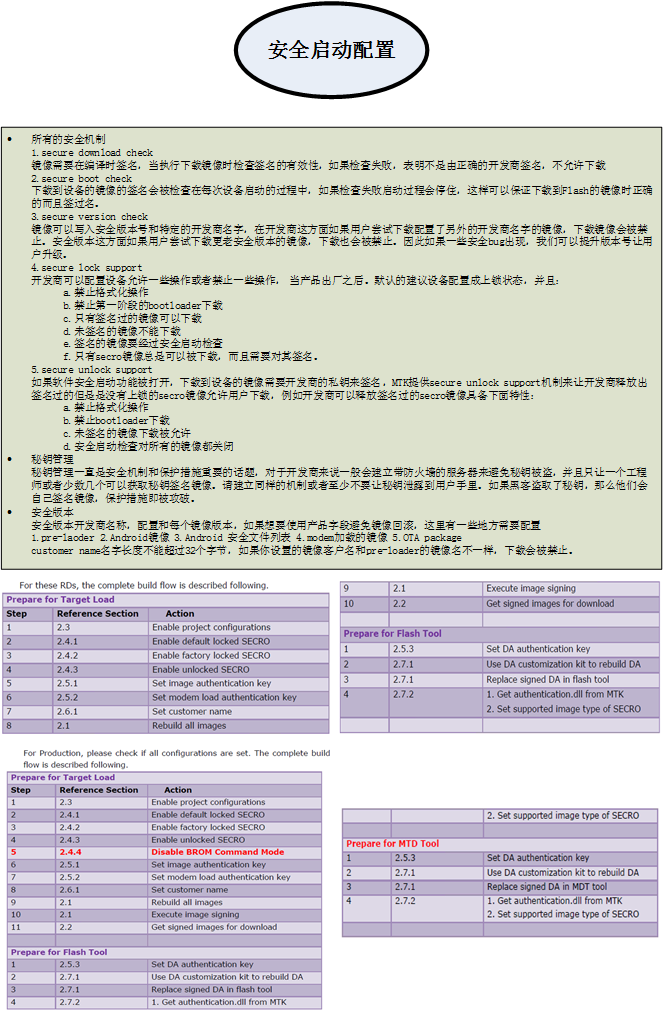 安全启动配置
• 所有的安全机制
1.secure download check
镜像需要在编译时签名，当执行下载镜像时检查签名的有效性，如果检查失败，表明不是由正确的开发商签名，不允许下载
2.secure boot check
下载到设备的镜像的签名会被检查在每次设备启动的过程中，如果检查失败启动过程会停住，这样可以保证下载到Flash的镜像时正确
的而且签过名。
3.secure version check
镜像可以写入安全版本号和特定的开发商名字，在开发商这方面如果用户尝试下载配置了另外的开发商名字的镜像，下载镜像会被禁
止。安全版本这方面如果用户尝试下载更老安全版本的镜像，下载也会被禁止。因此如果一些安全bug出现，我们可以提升版本号让用
户升级。
4.secure lock support
开发商可以配置设备允许一些操作或者禁止一些操作， 当产品出厂之后。默认的建议设备配置成上锁状态，并且：
a.禁止格式化操作
b.禁止第一阶段的bootloader下载
c.只有签名过的镜像可以下载
d.未签名的镜像不能下载
e.签名的镜像要经过安全启动检查
f.只有secro镜像总是可以被下载，而且需要对其签名。
5.secure unlock support
如果软件安全启动功能被打开，下载到设备的镜像需要开发商的私钥来签名，MTK提供secure unlock support机制来让开发商释放出
签名过的但是是没有上锁的secro镜像允许用户下载，例如开发商可以释放签名过的secro镜像具备下面特性：
a.禁止格式化操作
b.禁止bootloader下载
c.未签名的镜像下载被允许
d.安全启动检查对所有的镜像都关闭
• 秘钥管理
秘钥管理一直是安全机制和保护措施重要的话题，对于开发商来说一般会建立带防火墙的服务器来避免秘钥被盗，并且只让一个工程
师或者少数几个可以获取秘钥签名镜像。请建立同样的机制或者至少不要让秘钥泄露到用户手里。如果黑客盗取了秘钥，那么他们会
自己签名镜像，保护措施即被攻破。
• 安全版本
安全版本开发商名称，配置和每个镜像版本，如果想要使用产品字段避免镜像回滚，这里有一些地方需要配置
1.pre-laoder 2.Android镜像 3.Android 安全文件列表 4.modem加载的镜像 5.OTA package
customer name名字长度不能超过32个字节，如果你设置的镜像客户名和pre-loader的镜像名不一样，下载会被禁止。
For these RDs, the complete build flow is described following.
Prepare for Target Load
Step Reference Section Action
1 2.3 Enable project configurations
2 2.4.1 Enable default locked SECRO
3 2.4.2 Enable factory locked SECRO
4 2.4.3 Enable unlocked SECRO
5 2.5.1 Set image authentication key
6 2.5.2 Set modem load authentication key
7 2.6.1 Set customer name
8 2.1 Rebuild all images
9 2.1 Execute image signing
10 2.2 Get signed images for download
Prepare for Flash Tool
1 2.5.3 Set DA authentication key
2 2.7.1 Use DA customization kit to rebuild DA
3 2.7.1 Replace signed DA in flash tool
4 2.7.2 1. Get authentication.dll from MTK
2. Set supported image type of SECRO
For Production, please check if all configurations are set. The complete build
flow is described following.
Prepare for Target Load
Step Reference Section Action
1 2.3 Enable project configurations
2 2.4.1 Enable default locked SECRO
3 2.4.2 Enable factory locked SECRO
4 2.4.3 Enable unlocked SECRO
5 2.4.4 Disable BROM Command Mode
6 2.5.1 Set image authentication key
7 2.5.2 Set modem load authentication key
8 2.6.1 Set customer name
9 2.1 Rebuild all images
10 2.1 Execute image signing
11 2.2 Get signed images for download
Prepare for Flash Tool
1 2.5.3 Set DA authentication key
2 2.7.1 Use DA customization kit to rebuild DA
3 2.7.1 Replace signed DA in flash tool
4 2.7.2 1. Get authentication.dll from MTK
2. Set supported image type of SECRO
Prepare for MTD Tool
1 2.5.3 Set DA authentication key
2 2.7.1 Use DA customization kit to rebuild DA
3 2.7.1 Replace signed DA in MDT tool
4 2.7.2 1. Get authentication.dll from MTK
2. Set supported image type of SECRO